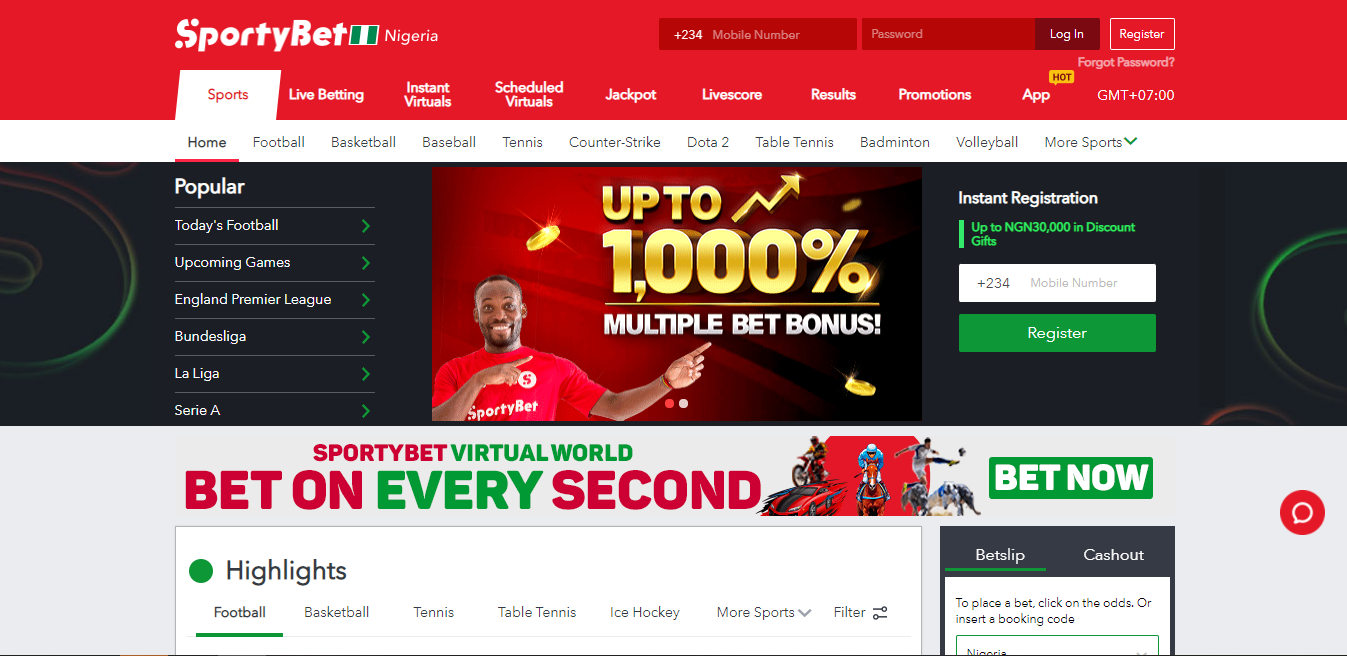 SportyBet Nigeria
+234 Mobile Number
Password
Log In
Register
Forgot Password?
Sports
Live Betting
Instant
Virtuals
Scheduled
Virtuals
Jackpot
Livescore
Results
Promotions
HOT
App
GMT+07:00
Home
Football
Basketball
Baseball
Tennis
Counter-Strike
Dota 2
Table Tennis
Badminton
Volleyball
More Sports
Popular
Today's Football
Upcoming Games
England Premier League
Bundesliga
La Liga
Serie A
UP TO
1,000%
MULTIPLE BET BONUS!
SportyBet
Instant Registration
Up to NGN30,000 in Discount
Gifts
+234 Mobile Number
Register
SPORTYBET VIRTUAL WORLD
BET ON EVERY SECOND
BET NOW
Highlights
Football
Basketball
Tennis
Table Tennis
Ice Hockey
More Sports
Filter
Betslip
Cashout
To place a bet, click on the odds. Or
insert a booking code
Nigeria